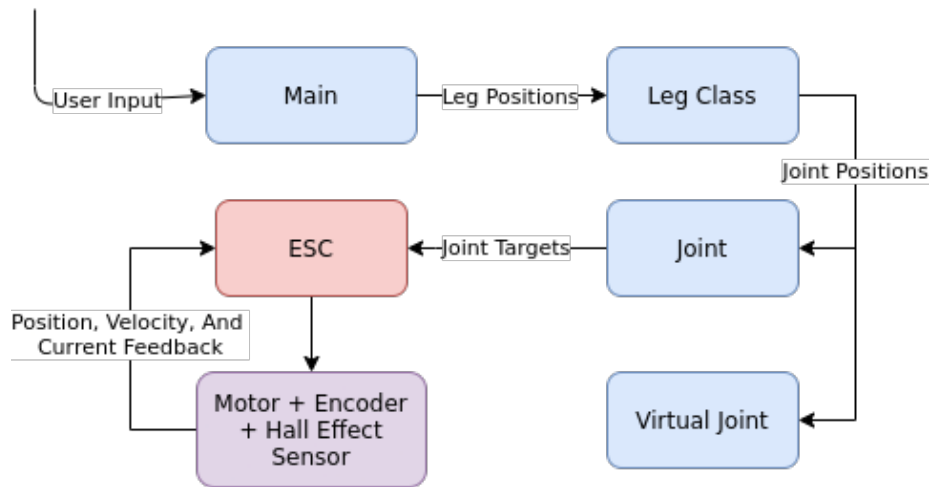 User Input
Main
Leg Positions
Leg Class
Joint Positions
ESC
Joint Targets
Joint
Position, Velocity, And
Current Feedback
Motor + Encoder
+ Hall Effect
Sensor
Virtual Joint